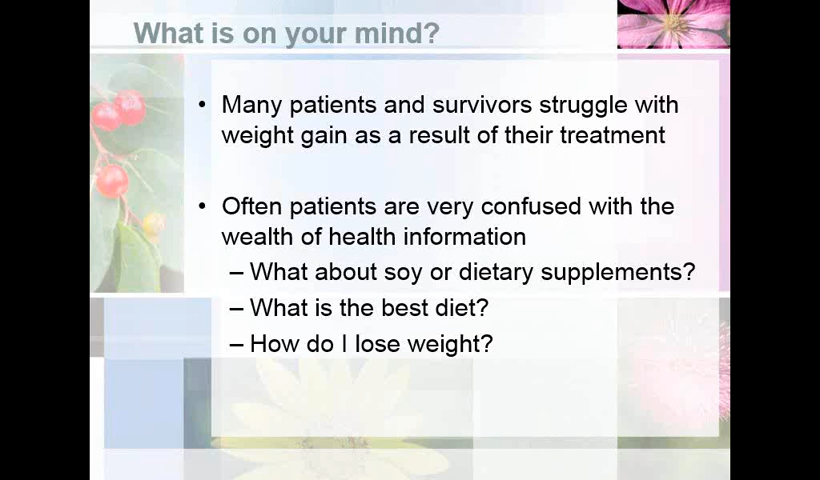 What is on your mind?
• Many patients and survivors struggle with
weight gain as a result of their treatment
• Often patients are very confused with the
wealth of health information
– What about soy or dietary supplements?
– What is the best diet?
– How do I lose weight?